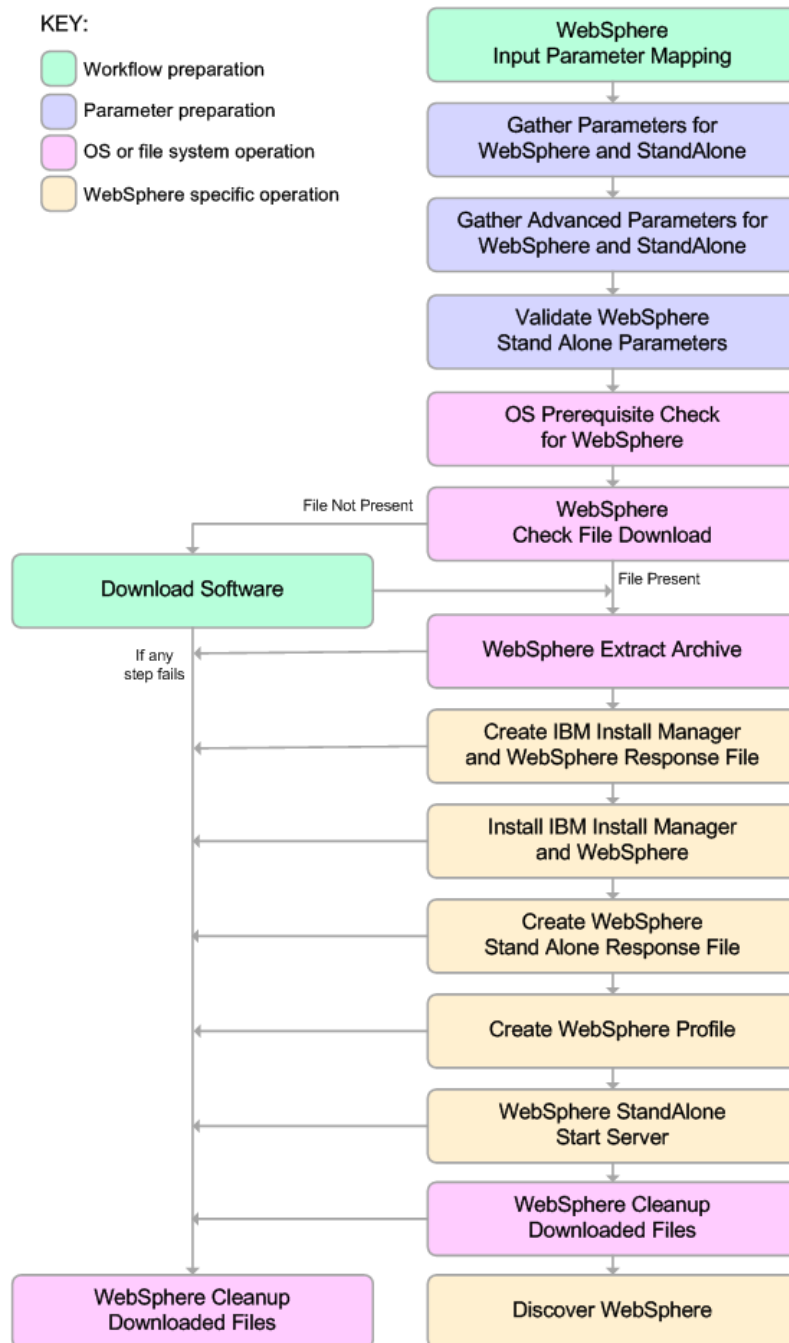 KEY:
Workflow preparation
Parameter preparation
OS or file system operation
WebSphere specific operation
WebSphere
Input Parameter Mapping
Gather Parameters for
WebSphere and StandAlone
Gather Advanced Parameters for
WebSphere and StandAlone
Validate WebSphere
Stand Alone Parameters
OS Prerequisite Check
for WebSphere
File Not Present
WebSphere
Check File Download
Download Software
File Present
If any
step fails
WebSphere Extract Archive
Create IBM Install Manager
and WebSphere Response File
Install IBM Install Manager
and WebSphere
Create WebSphere
Stand Alone Response File
Create WebSphere Profile
WebSphere StandAlone
Start Server
WebSphere Cleanup
Downloaded Files
WebSphere Cleanup
Downloaded Files
Discover WebSphere